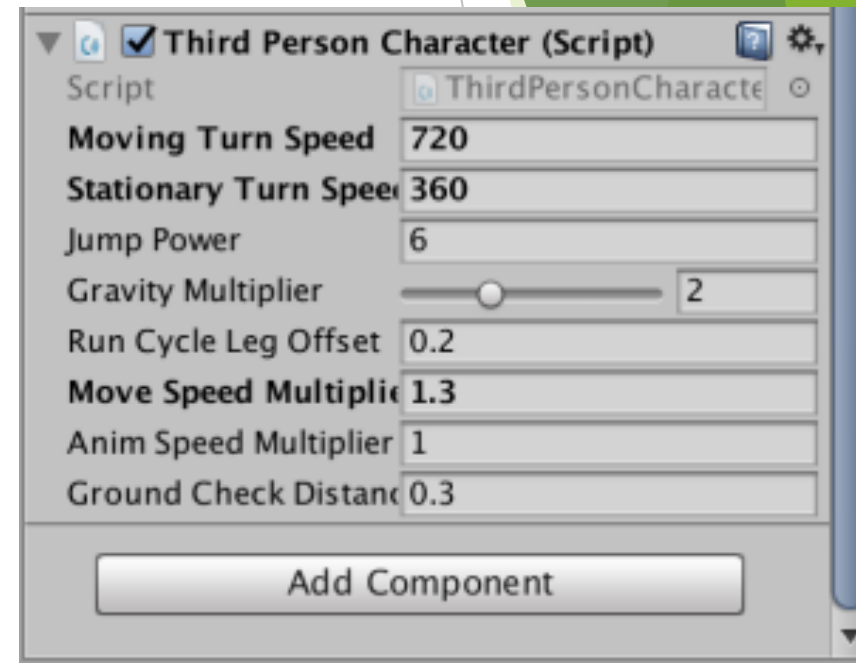 Third Person Character (Script)
Script ThirdPersonCharacte
Moving Turn Speed 720
Stationary Turn Spee 360
Jump Power 6
Gravity Multiplier 2
Run Cycle Leg Offset 0.2
Move Speed Multiplie 1.3
Anim Speed Multiplier 1
Ground Check Distanc 0.3
Add Component